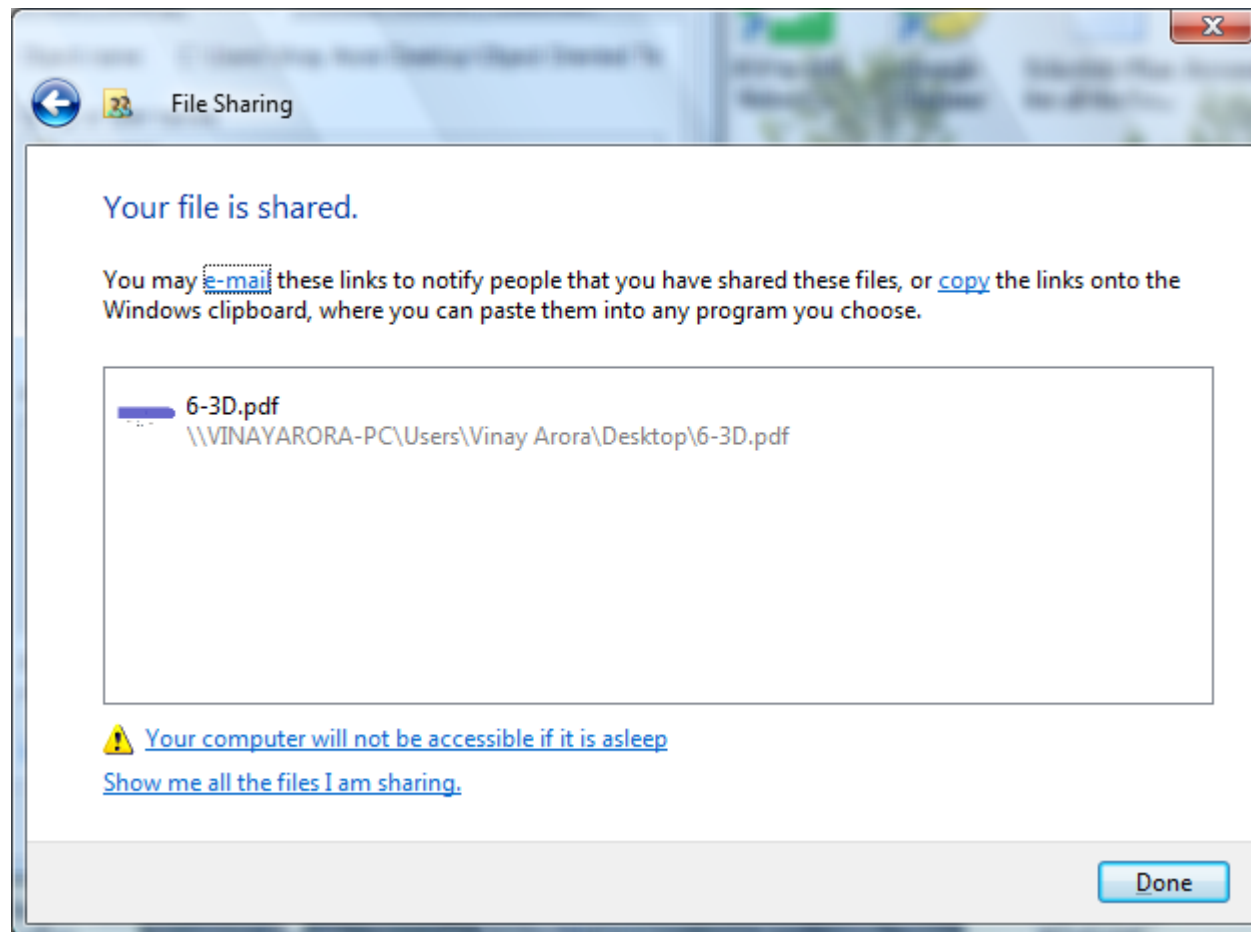 File Sharing
Your file is shared.
You may e-mail these links to notify people that you have shared these files, or copy the links onto the
Windows clipboard, where you can paste them into any program you choose.
6-3D.pdf
\\VINAYARORA-PC\Users\Vinay Arora\Desktop\6-3D.pdf
Your computer will not be accessible if it is asleep
Show me all the files I am sharing.
Done